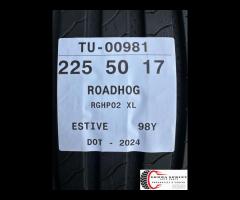 TU-00981
225 50 17
ROADHOG
RGHP02 XL
ESTIVE 98Y
DOT - 2024